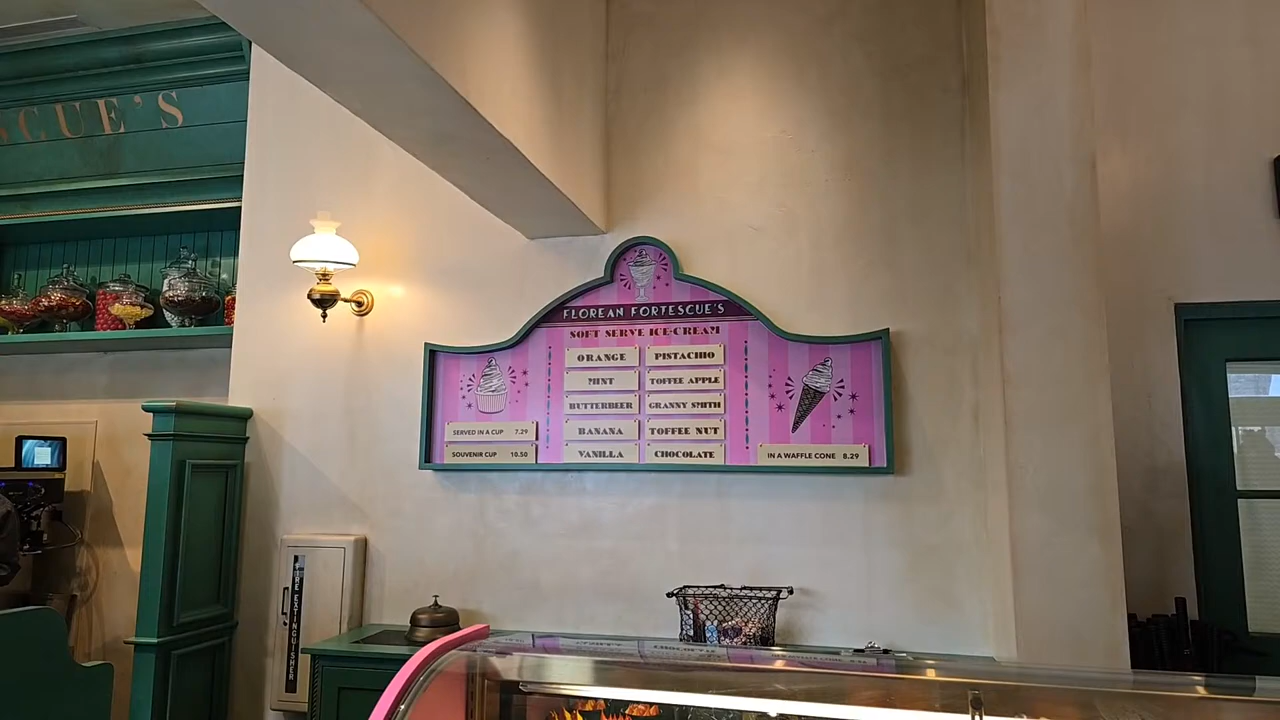 SCUE'S
FLOREAN FORTESCUE'S
SOFT SERVE ICE-CREAM
ORANGE PISTACHIO
MINT TOFFEE APPLE
BUTTERBEER GRANNY SMITH
BANANA TOFFEE NUT
VANILLA CHOCOLATE
SERVED IN A CUP 7.29
SOUVENIR CUP 10.50
IN A WAFFLE CONE 8.29
FIRE EXTINGUISHER